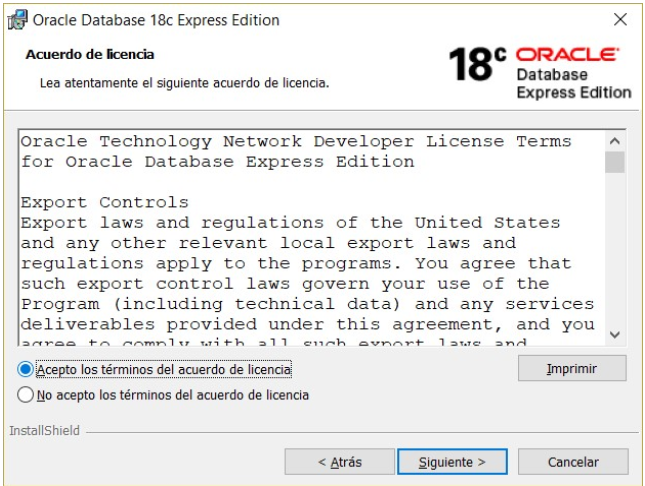 Oracle Database 18c Express Edition
Acuerdo de licencia
Lea atentamente el siguiente acuerdo de licencia.
18c ORACLE
Database
Express Edition
Oracle Technology Network Developer License Terms
for Oracle Database Express Edition
Export Controls
Export laws and regulations of the United States
and any other relevant local export laws and
regulations apply to the programs. You agree that
such export control laws govern your use of the
Program (including technical data) and any services
deliverables provided under this agreement, and you
agree to comply with all such export laws and
Acepto los términos del acuerdo de licencia
Imprimir
No acepto los términos del acuerdo de licencia
InstallShield
< Atrás
Siguiente >
Cancelar